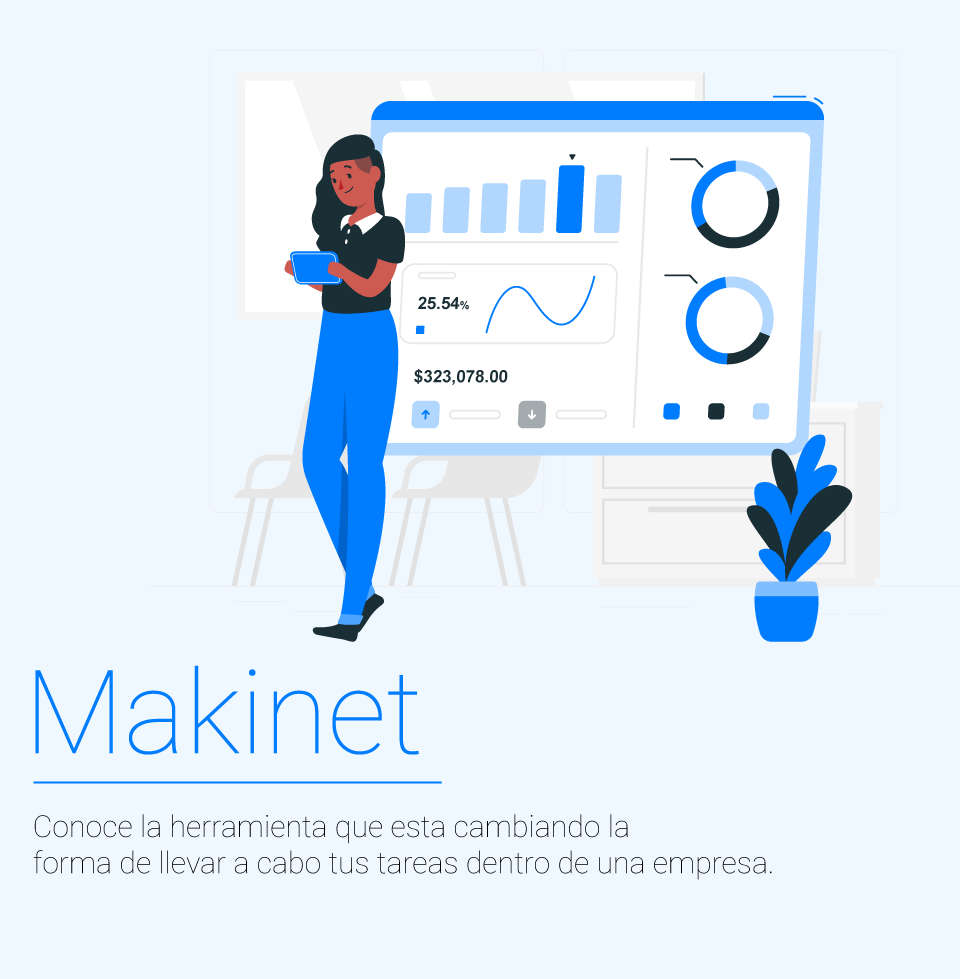 25.54%
$323,078.00
Makinet
Conoce la herramienta que esta cambiando la
forma de llevar a cabo tus tareas dentro de una empresa.